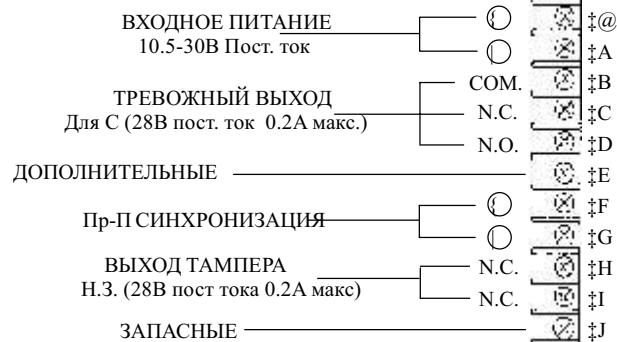 ВХОДНОЕ ПИТАНИЕ
10.5-30В Пост. ток
‡@
‡A
ТРЕВОЖНЫЙ ВЫХОД
Для С (28В пост. ток 0.2А макс.)
COM. ‡B
N.C. ‡C
N.O. ‡D
ДОПОЛНИТЕЛЬНЫЕ ‡E
Пр-П СИНХРОНИЗАЦИЯ
‡F
‡G
ВЫХОД ТАМПЕРА
Н.З. (28В пост тока 0.2А макс)
N.C. ‡H
N.C. ‡I
ЗАПАСНЫЕ ‡J